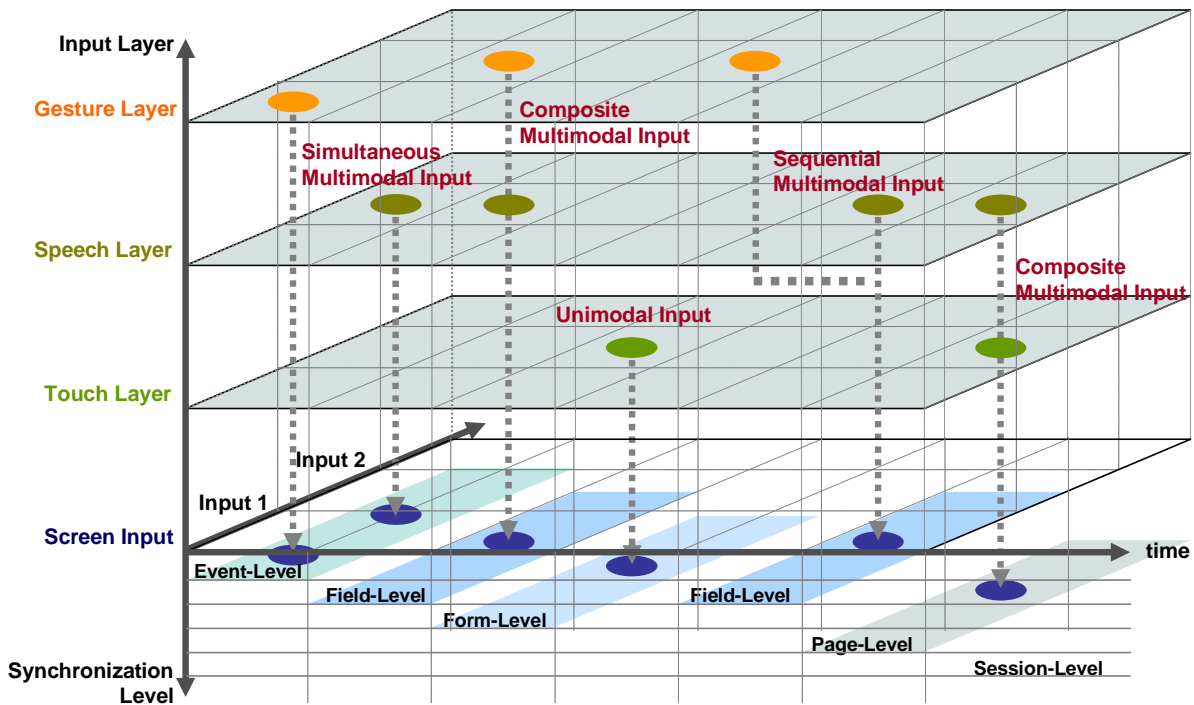 Input Layer
Gesture Layer
Composite
Multimodal Input
Simultaneous
Multimodal Input
Sequential
Multimodal Input
Speech Layer
Composite
Multimodal Input
Unimodal Input
Touch Layer
Input 2
Input 1
Screen Input
time
Event-Level
Field-Level
Field-Level
Form-Level
Page-Level
Session-Level
Synchronization
Level